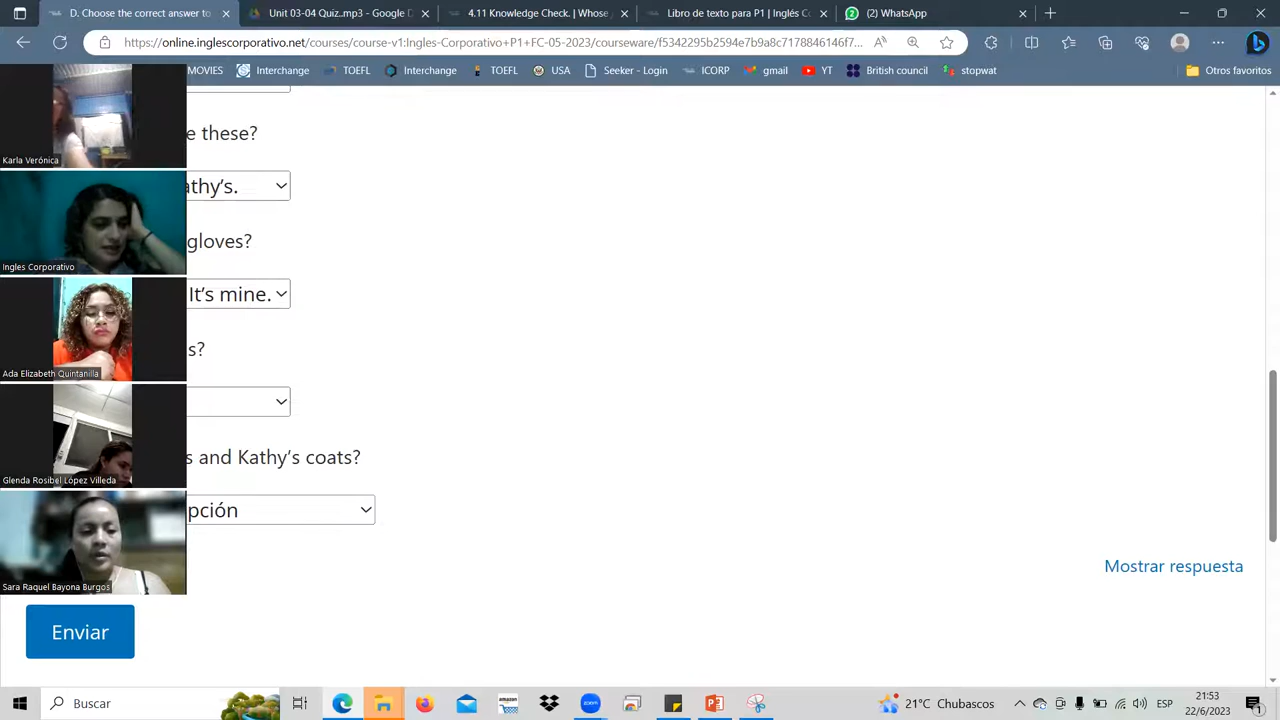 D. Choose the correct answer to
Unit 03-04 Quiz.mp3 - Google D
4.11 Knowledge Check. | Whose
Libro de texto para P1 | Inglés Co
2
(2) WhatsApp
https://online.inglescorporativo.net/courses/course-v1:Ingles-Corporativo+P1+FC-05-2023/courseware/f5342295b2594e7b9a8c7178846146f7...
MOVIES
Interchange
TOEFL
Interchange
TOEFL
USA
Seeker - Login
ICORP
gmail
YT
British council
stopwat
Otros favoritos
e these?
Karla Verónica
athy's.
gloves?
Ingles Corporativo
It's mine.
s?
Ada Elizabeth Quintanilla
s and Kathy's coats?
Glenda Rosibel López Villeda
pción
Mostrar respuesta
Sara Raquel Bayona Burgos
Enviar
Buscar
21°C Chubascos
ESP
21:53
22/6/2023
1